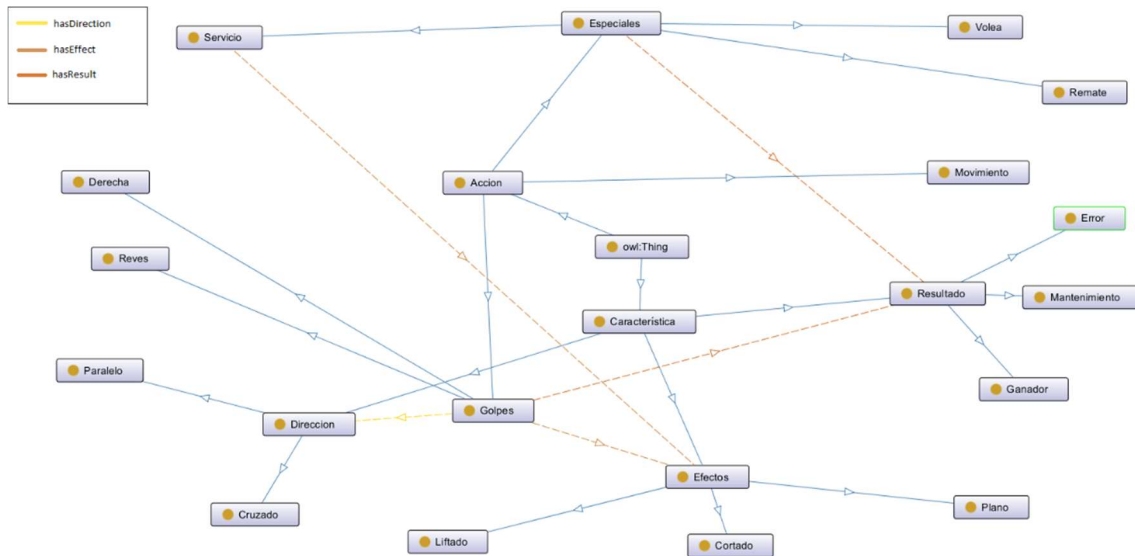 hasDirection
hasEffect
hasResult
Servicio
Especiales
Volea
Remate
Derecha
Accion
Movimiento
Reves
owl:Thing
Error
Resultado
Mantenimiento
Característica
Paralelo
Ganador
Golpes
Direccion
Efectos
Plano
Cruzado
Liftado
Cortado